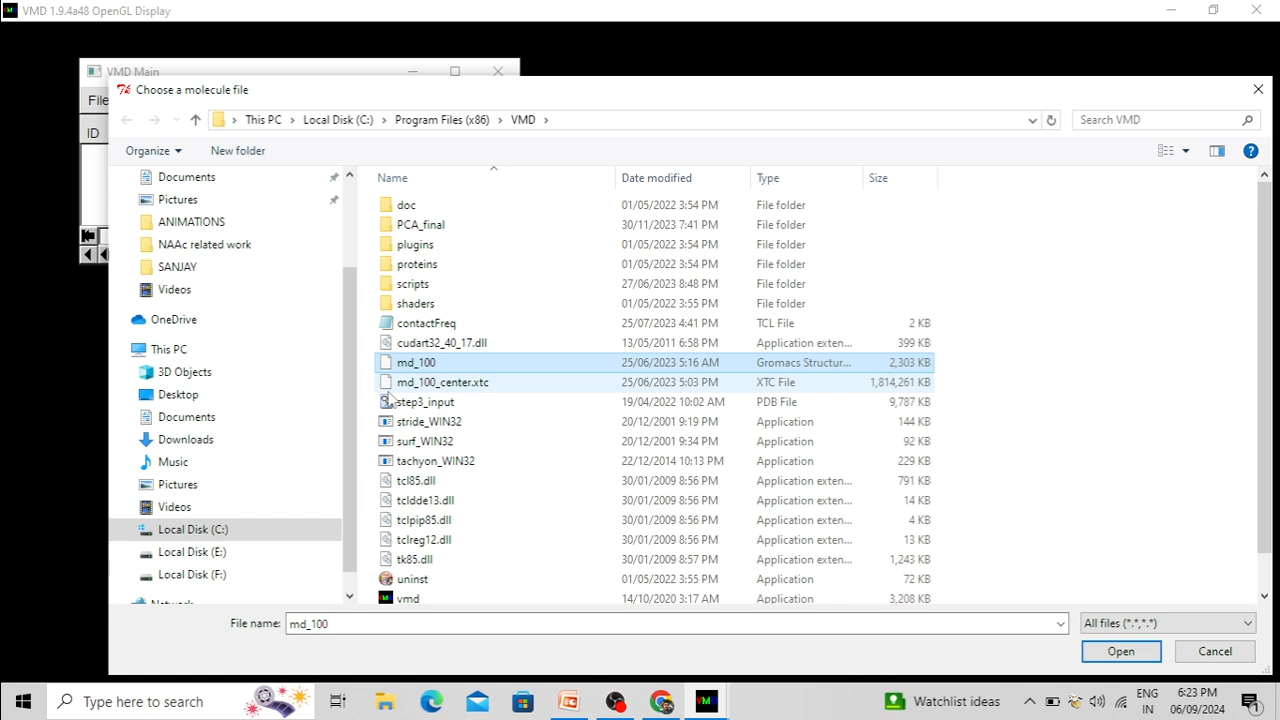 VMD 1.9.4a48 OpenGL Display
VMD Main
Choose a molecule file
File
This PC > Local Disk (C:) > Program Files (x86) > VMD >
Search VMD
ID
Organize
New folder
Name
Date modified
Type
Size
Documents
Pictures
ANIMATIONS
NAAc related work
SANJAY
Videos
OneDrive
This PC
3D Objects
Desktop
Documents
Downloads
Music
Pictures
Videos
Local Disk (C:)
Local Disk (E:)
Local Disk (F:)
doc 01/05/2022 3:54 PM File folder
PCA_final 30/11/2023 7:41 PM File folder
plugins 01/05/2022 3:54 PM File folder
proteins 01/05/2022 3:54 PM File folder
scripts 27/06/2023 8:48 PM File folder
shaders 01/05/2022 3:55 PM File folder
contactFreq 25/07/2023 4:41 PM TCL File 2 KB
cudart32_40_17.dll 13/05/2011 6:58 PM Application exten... 399 KB
md_100 25/06/2023 5:16 AM Gromacs Structur... 2,303 KB
md_100_center.xtc 25/06/2023 5:03 PM XTC File 1,814,261 KB
step3_input 19/04/2022 10:02 AM PDB File 9,787 KB
stride_WIN32 20/12/2001 9:19 PM Application 144 KB
surf_WIN32 20/12/2001 9:34 PM Application 92 KB
tachyon_WIN32 22/12/2014 10:13 PM Application 229 KB
tcl85.dll 30/01/2009 8:56 PM Application exten... 791 KB
tcldde13.dll 30/01/2009 8:56 PM Application exten... 14 KB
tclpip85.dll 30/01/2009 8:56 PM Application exten... 4 KB
tclreg12.dll 30/01/2009 8:56 PM Application exten... 13 KB
tk85.dll 30/01/2009 8:57 PM Application exten... 1,243 KB
uninst 01/05/2022 3:55 PM Application 72 KB
vmd 14/10/2020 3:17 AM Application 3,208 KB
File name: md_100
All files (*.*,*.*)
Open
Cancel
Type here to search
Watchlist ideas
ENG
IN
6:23 PM
06/09/2024
1